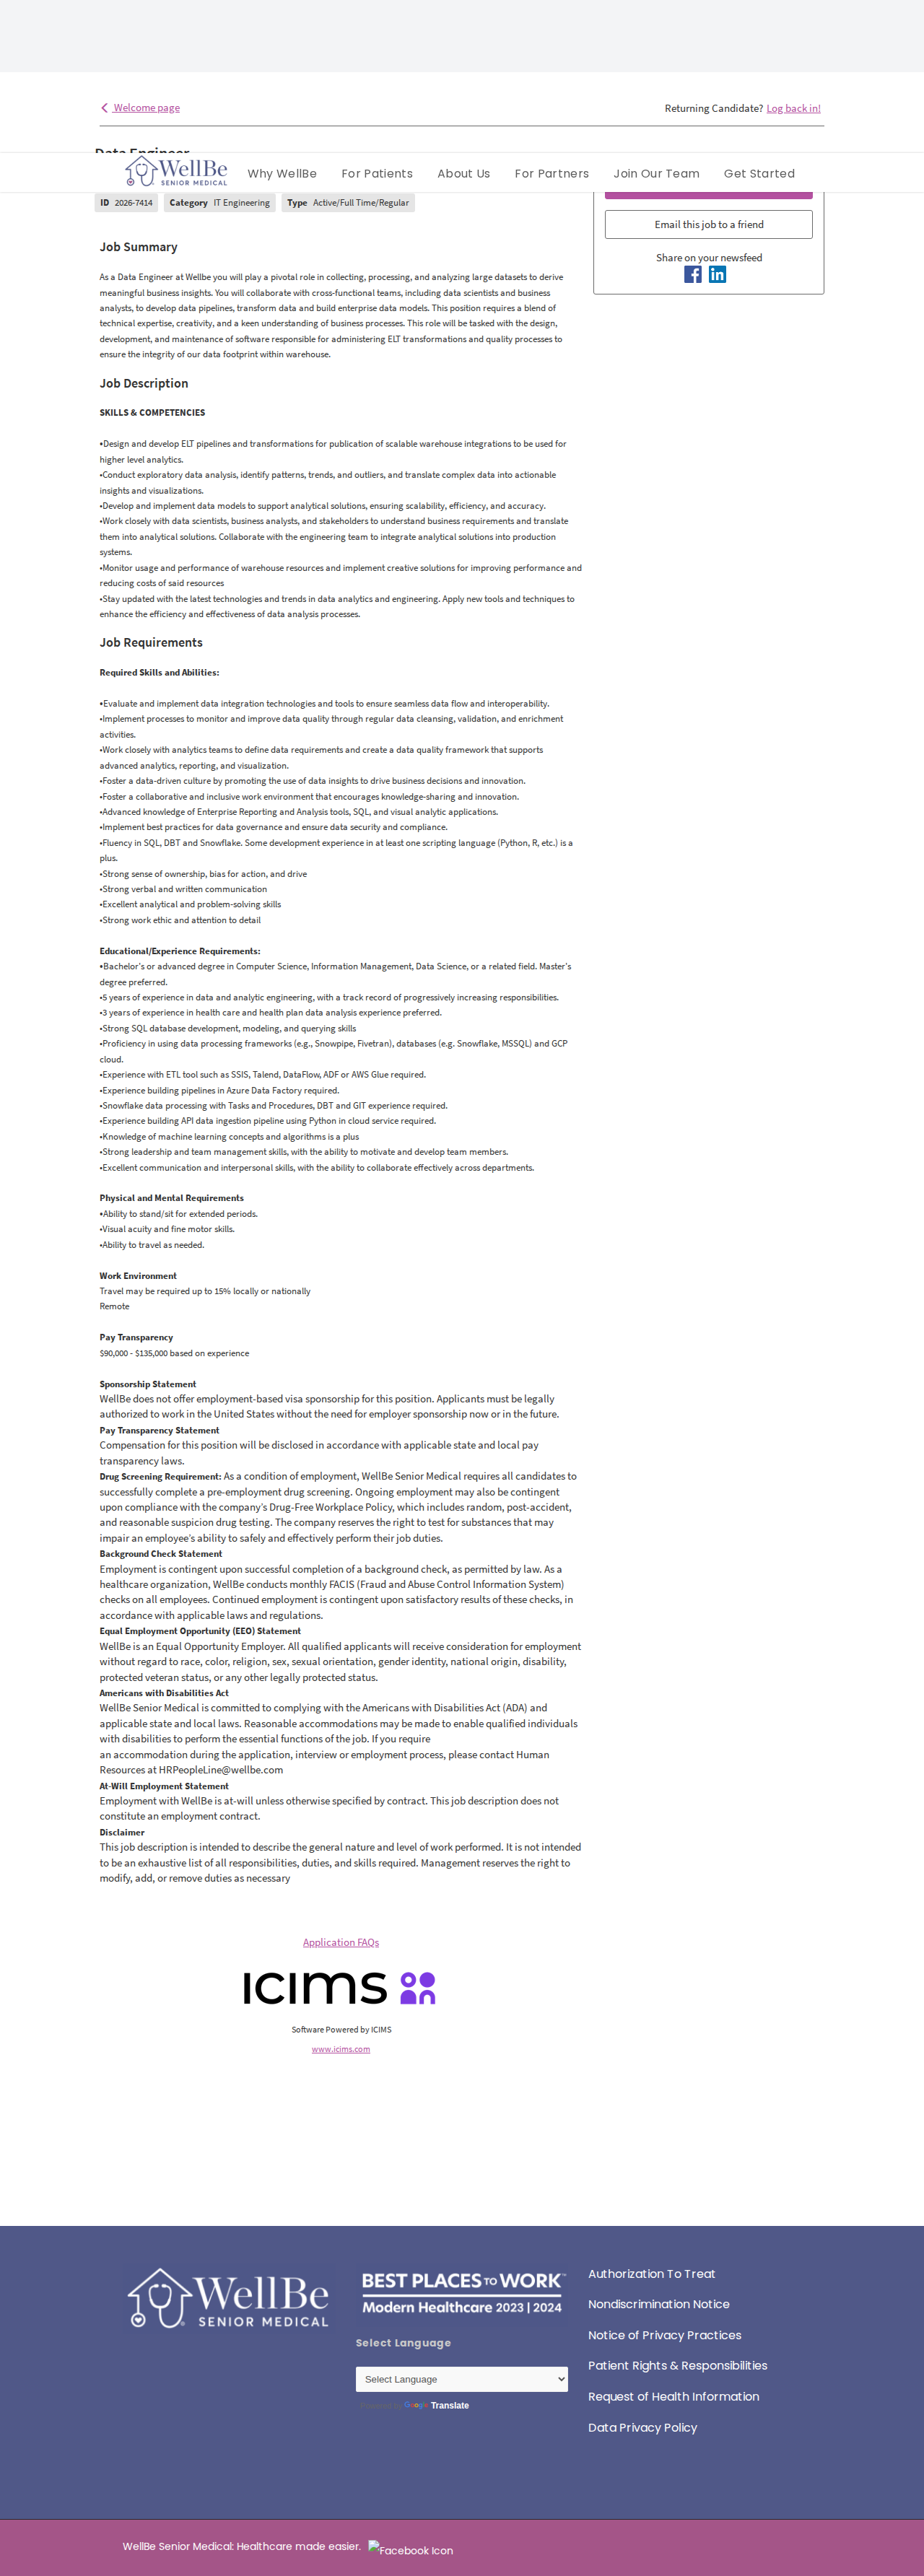 Welcome page
Returning Candidate? Log back in!
Data Engineer
WellBe
SENIOR MEDICAL
Why WellBe
For Patients
About Us
For Partners
Join Our Team
Get Started
ID 2026-7414
Category IT Engineering
Type Active/Full Time/Regular
Email this job to a friend
Share on your newsfeed
Job Summary
As a Data Engineer at Wellbe you will play a pivotal role in collecting, processing, and analyzing large datasets to derive
meaningful business insights. You will collaborate with cross-functional teams, including data scientists and business
analysts, to develop data pipelines, transform data and build enterprise data models. This position requires a blend of
technical expertise, creativity, and a keen understanding of business processes. This role will be tasked with the design,
development, and maintenance of software responsible for administering ELT transformations and quality processes to
ensure the integrity of our data footprint within warehouse.
Job Description
SKILLS & COMPETENCIES
•Design and develop ELT pipelines and transformations for publication of scalable warehouse integrations to be used for
higher level analytics.
•Conduct exploratory data analysis, identify patterns, trends, and outliers, and translate complex data into actionable
insights and visualizations.
•Develop and implement data models to support analytical solutions, ensuring scalability, efficiency, and accuracy.
•Work closely with data scientists, business analysts, and stakeholders to understand business requirements and translate
them into analytical solutions. Collaborate with the engineering team to integrate analytical solutions into production
systems.
•Monitor usage and performance of warehouse resources and implement creative solutions for improving performance and
reducing costs of said resources
•Stay updated with the latest technologies and trends in data analytics and engineering. Apply new tools and techniques to
enhance the efficiency and effectiveness of data analysis processes.
Job Requirements
Required Skills and Abilities:
•Evaluate and implement data integration technologies and tools to ensure seamless data flow and interoperability.
•Implement processes to monitor and improve data quality through regular data cleansing, validation, and enrichment
activities.
•Work closely with analytics teams to define data requirements and create a data quality framework that supports
advanced analytics, reporting, and visualization.
•Foster a data-driven culture by promoting the use of data insights to drive business decisions and innovation.
•Foster a collaborative and inclusive work environment that encourages knowledge-sharing and innovation.
•Advanced knowledge of Enterprise Reporting and Analysis tools, SQL, and visual analytic applications.
•Implement best practices for data governance and ensure data security and compliance.
•Fluency in SQL, DBT and Snowflake. Some development experience in at least one scripting language (Python, R, etc.) is a
plus.
•Strong sense of ownership, bias for action, and drive
•Strong verbal and written communication
•Excellent analytical and problem-solving skills
•Strong work ethic and attention to detail
Educational/Experience Requirements:
•Bachelor's or advanced degree in Computer Science, Information Management, Data Science, or a related field. Master's
degree preferred.
•5 years of experience in data and analytic engineering, with a track record of progressively increasing responsibilities.
•3 years of experience in health care and health plan data analysis experience preferred.
•Strong SQL database development, modeling, and querying skills
•Proficiency in using data processing frameworks (e.g., Snowpipe, Fivetran), databases (e.g. Snowflake, MSSQL) and GCP
cloud.
•Experience with ETL tool such as SSIS, Talend, DataFlow, ADF or AWS Glue required.
•Experience building pipelines in Azure Data Factory required.
•Snowflake data processing with Tasks and Procedures, DBT and GIT experience required.
•Experience building API data ingestion pipeline using Python in cloud service required.
•Knowledge of machine learning concepts and algorithms is a plus
•Strong leadership and team management skills, with the ability to motivate and develop team members.
•Excellent communication and interpersonal skills, with the ability to collaborate effectively across departments.
Physical and Mental Requirements
•Ability to stand/sit for extended periods.
•Visual acuity and fine motor skills.
•Ability to travel as needed.
Work Environment
Travel may be required up to 15% locally or nationally
Remote
Pay Transparency
$90,000 - $135,000 based on experience
Sponsorship Statement
WellBe does not offer employment-based visa sponsorship for this position. Applicants must be legally
authorized to work in the United States without the need for employer sponsorship now or in the future.
Pay Transparency Statement
Compensation for this position will be disclosed in accordance with applicable state and local pay
transparency laws.
Drug Screening Requirement: As a condition of employment, WellBe Senior Medical requires all candidates to
successfully complete a pre-employment drug screening. Ongoing employment may also be contingent
upon compliance with the company's Drug-Free Workplace Policy, which includes random, post-accident,
and reasonable suspicion drug testing. The company reserves the right to test for substances that may
impair an employee's ability to safely and effectively perform their job duties.
Background Check Statement
Employment is contingent upon successful completion of a background check, as permitted by law. As a
healthcare organization, WellBe conducts monthly FACIS (Fraud and Abuse Control Information System)
checks on all employees. Continued employment is contingent upon satisfactory results of these checks, in
accordance with applicable laws and regulations.
Equal Employment Opportunity (EEO) Statement
WellBe is an Equal Opportunity Employer. All qualified applicants will receive consideration for employment
without regard to race, color, religion, sex, sexual orientation, gender identity, national origin, disability,
protected veteran status, or any other legally protected status.
Americans with Disabilities Act
WellBe Senior Medical is committed to complying with the Americans with Disabilities Act (ADA) and
applicable state and local laws. Reasonable accommodations may be made to enable qualified individuals
with disabilities to perform the essential functions of the job. If you require
an accommodation during the application, interview or employment process, please contact Human
Resources at HRPeopleLine@wellbe.com
At-Will Employment Statement
Employment with WellBe is at-will unless otherwise specified by contract. This job description does not
constitute an employment contract.
Disclaimer
This job description is intended to describe the general nature and level of work performed. It is not intended
to be an exhaustive list of all responsibilities, duties, and skills required. Management reserves the right to
modify, add, or remove duties as necessary
Application FAQs
icims
Software Powered by ICIMS
www.icims.com
WellBe
SENIOR MEDICAL
BEST PLACES TO WORK™
Modern Healthcare 2023 | 2024
Select Language
Select Language
Google Translate
Authorization To Treat
Nondiscrimination Notice
Notice of Privacy Practices
Patient Rights & Responsibilities
Request of Health Information
Data Privacy Policy
WellBe Senior Medical: Healthcare made easier.
Facebook Icon